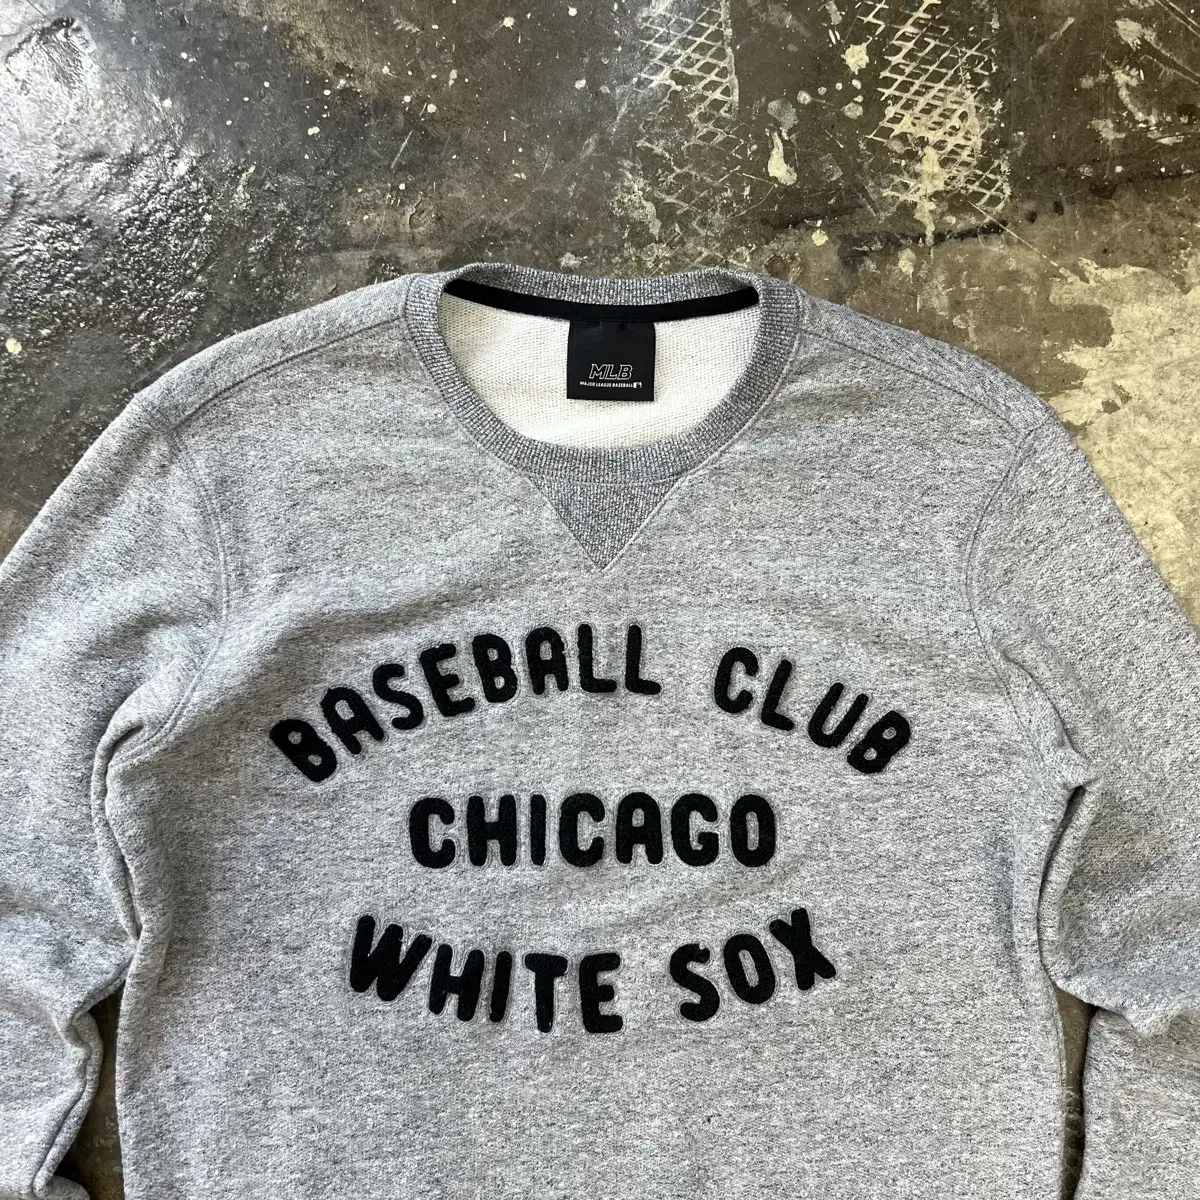 MLB
MAJOR LEAGUE BASEBALL
BASEBALL CLUB
CHICAGO
WHITE SOX